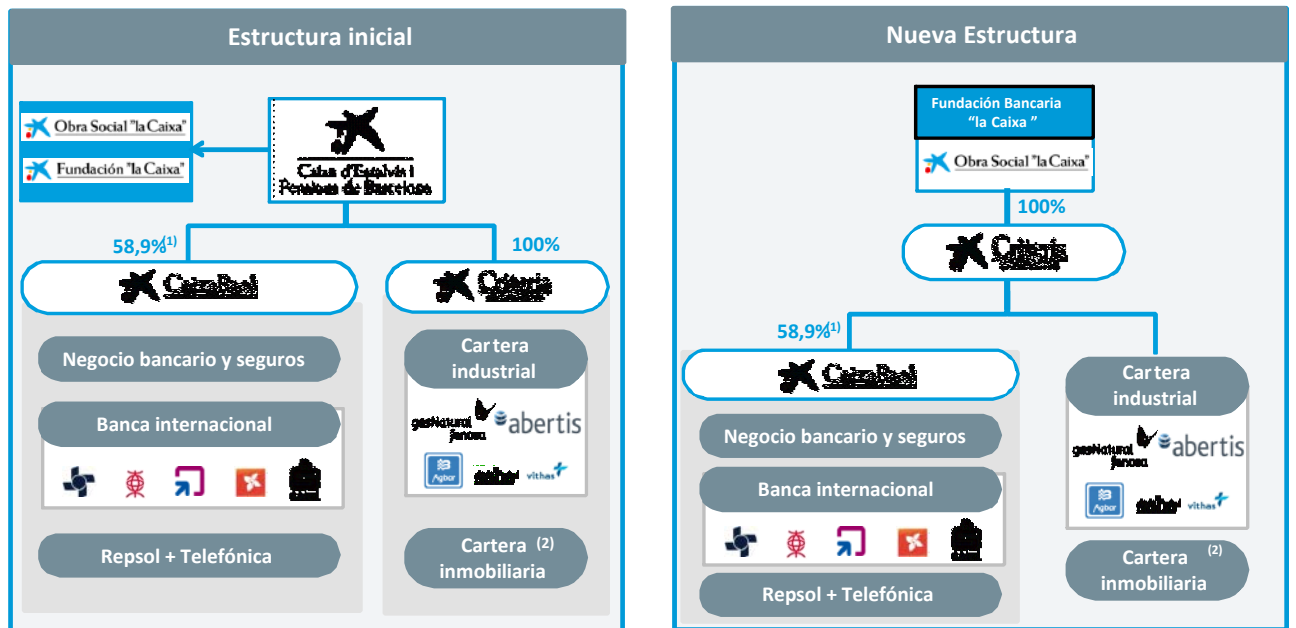 Estructura inicial
Obra Social "la Caixa"
Fundación "la Caixa"
Caixa d'Estalvis i
Pensions de Barcelona
58,9%(1)
100%
CaixaBank
Criteria
Negocio bancario y seguros
Banca internacional
Repsol + Telefónica
Cartera
industrial
gasNatural
fenosa
abertis
Agbar
vithas
Cartera (2)
inmobiliaria
Nueva Estructura
Fundación Bancaria
“la Caixa ”
Obra Social "la Caixa"
100%
Criteria
58,9%(1)
CaixaBank
Negocio bancario y seguros
Banca internacional
Repsol + Telefónica
Cartera
industrial
gasNatural
fenosa
abertis
Agbar
vithas
Cartera (2)
inmobiliaria